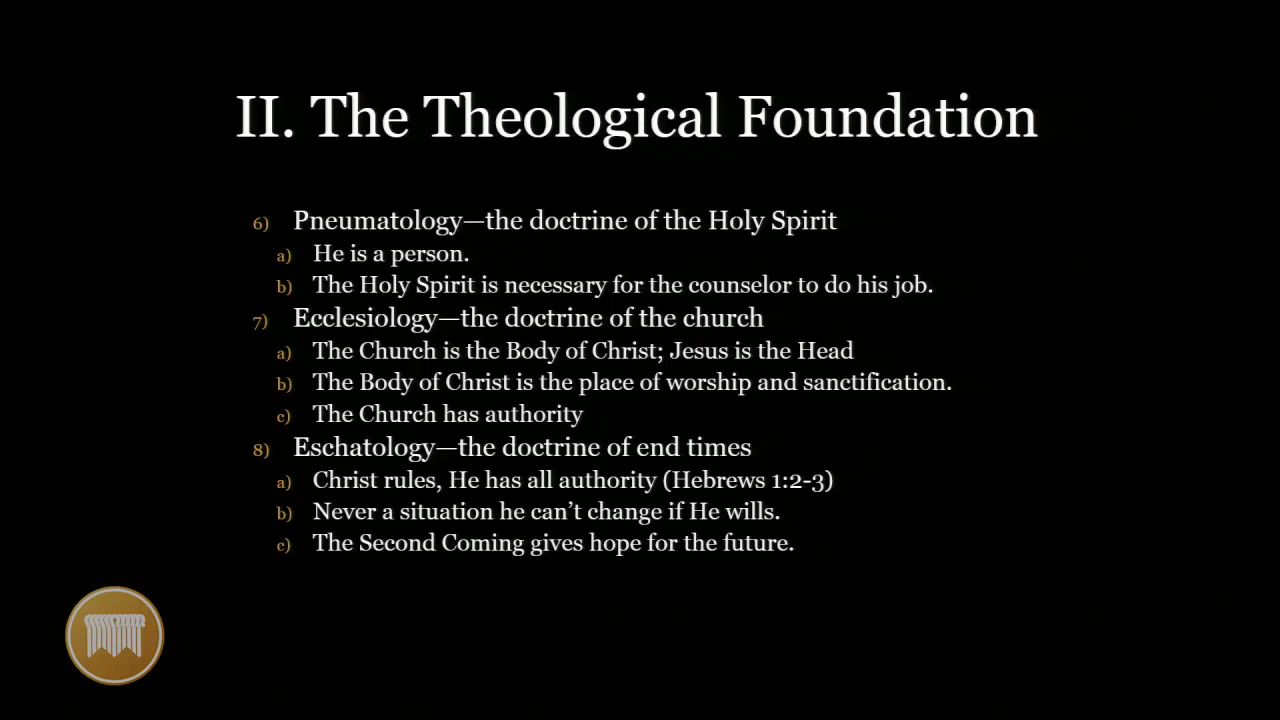 II. The Theological Foundation
6) Pneumatology—the doctrine of the Holy Spirit
a) He is a person.
b) The Holy Spirit is necessary for the counselor to do his job.
7) Ecclesiology—the doctrine of the church
a) The Church is the Body of Christ; Jesus is the Head
b) The Body of Christ is the place of worship and sanctification.
c) The Church has authority
8) Eschatology—the doctrine of end times
a) Christ rules, He has all authority (Hebrews 1:2-3)
b) Never a situation he can’t change if He wills.
c) The Second Coming gives hope for the future.